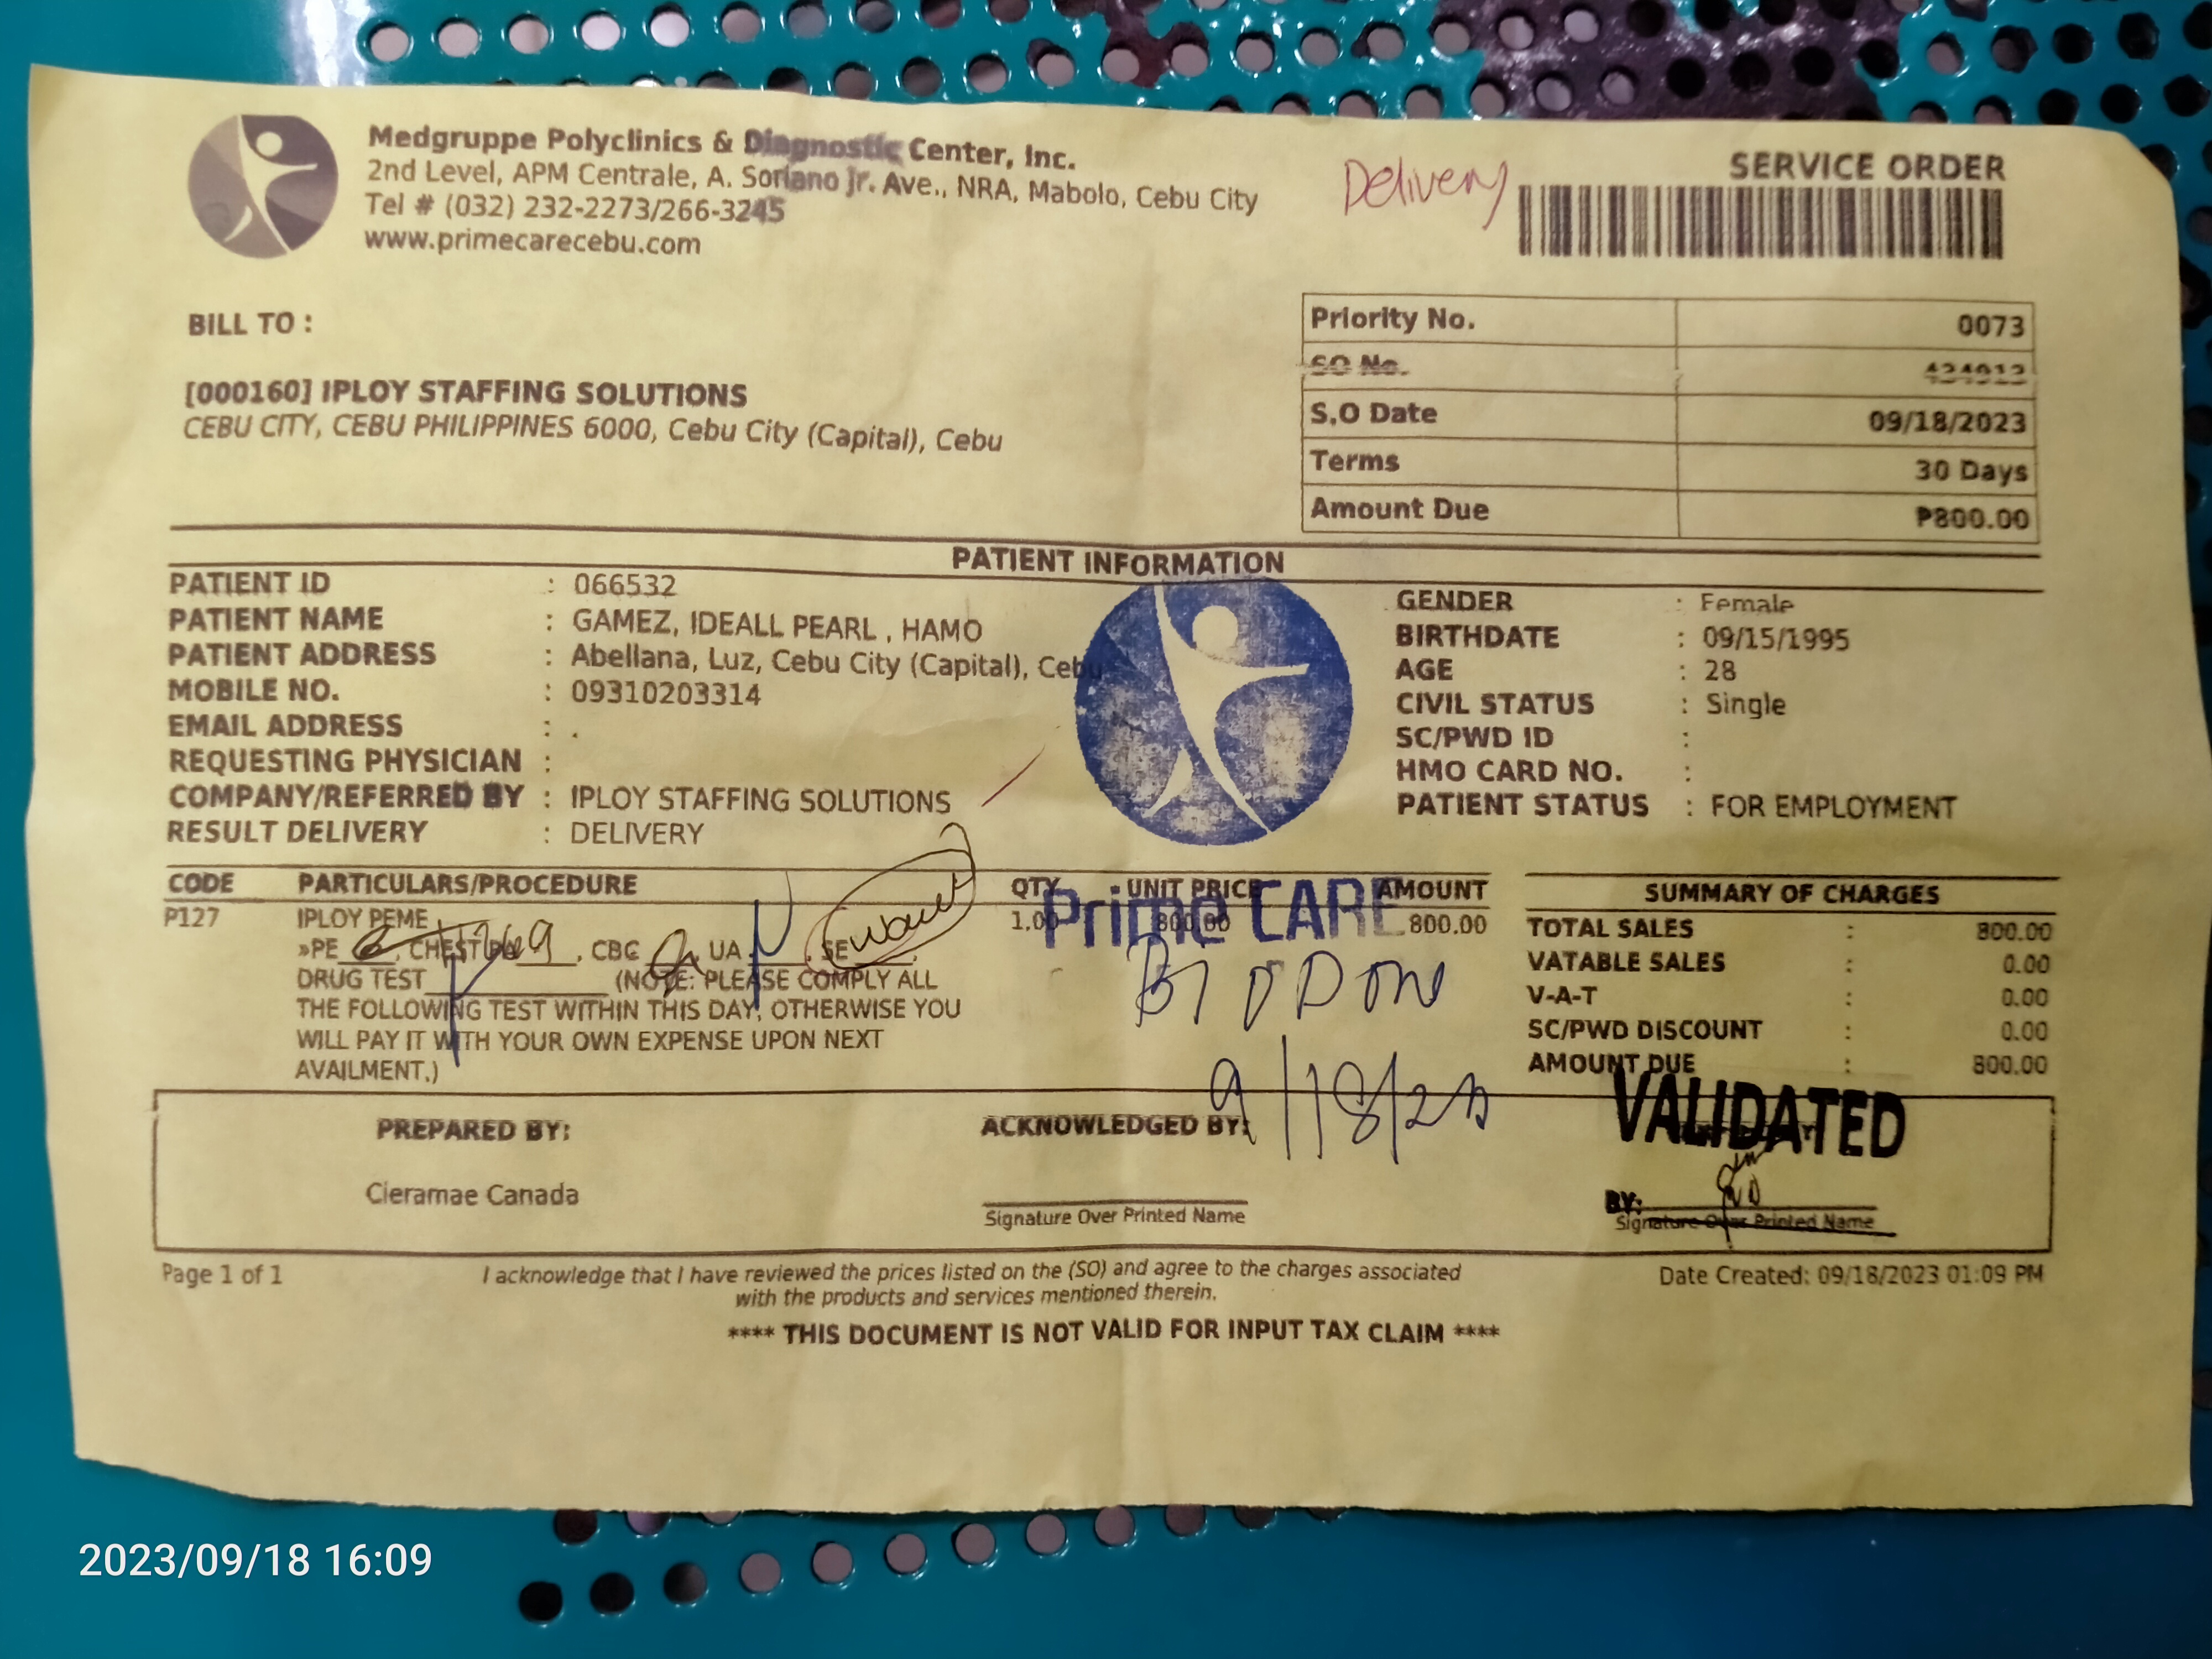 Medgruppe Polyclinics & Diagnostic Center, Inc.
2nd Level, APM Centrale, A. Soriano Jr. Ave., NRA, Mabolo, Cebu City
Tel # (032) 232-2273/266-3245
www.primecarecebu.com
Delivery
SERVICE ORDER
BILL TO :
[000160] IPLOY STAFFING SOLUTIONS
CEBU CITY, CEBU PHILIPPINES 6000, Cebu City (Capital), Cebu
Priority No. 0073
SO No.
S.O Date 09/18/2023
Terms 30 Days
Amount Due ₱800.00
PATIENT INFORMATION
PATIENT ID : 066532
PATIENT NAME : GAMEZ, IDEALL PEARL , HAMO
PATIENT ADDRESS : Abellana, Luz, Cebu City (Capital), Cebu
MOBILE NO. : 09310203314
EMAIL ADDRESS : .
REQUESTING PHYSICIAN :
COMPANY/REFERRED BY : IPLOY STAFFING SOLUTIONS
RESULT DELIVERY : DELIVERY
GENDER : Female
BIRTHDATE : 09/15/1995
AGE : 28
CIVIL STATUS : Single
SC/PWD ID :
HMO CARD NO. :
PATIENT STATUS : FOR EMPLOYMENT
Prime CARE
CODE PARTICULARS/PROCEDURE QTY UNIT PRICE AMOUNT
P127 IPLOY PEME 1.00 800.00 800.00
»PE , CHEST , CBC , UA , SE ,
DRUG TEST (NOTE: PLEASE COMPLY ALL
THE FOLLOWING TEST WITHIN THIS DAY, OTHERWISE YOU
WILL PAY IT WITH YOUR OWN EXPENSE UPON NEXT
AVAILMENT.)
9/18/23
SUMMARY OF CHARGES
TOTAL SALES : 800.00
VATABLE SALES : 0.00
V-A-T : 0.00
SC/PWD DISCOUNT : 0.00
AMOUNT DUE : 800.00
VALIDATED
PREPARED BY:
Cieramae Canada
ACKNOWLEDGED BY:
Signature Over Printed Name
BY:
Signature Over Printed Name
Page 1 of 1
I acknowledge that I have reviewed the prices listed on the (SO) and agree to the charges associated
with the products and services mentioned therein.
Date Created: 09/18/2023 01:09 PM
**** THIS DOCUMENT IS NOT VALID FOR INPUT TAX CLAIM ****
2023/09/18 16:09